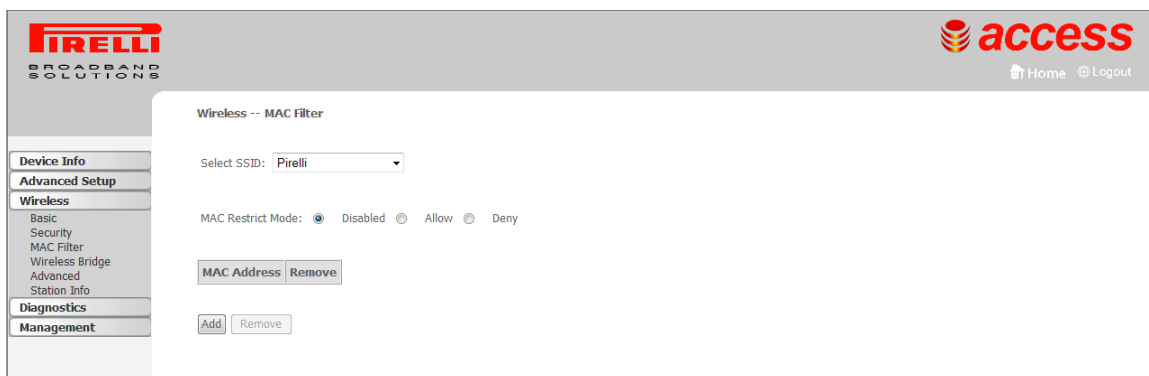 PIRELLI
BROADBAND
SOLUTIONS
access
Home Logout
Wireless -- MAC Filter
Device Info
Advanced Setup
Wireless
Basic
Security
MAC Filter
Wireless Bridge
Advanced
Station Info
Diagnostics
Management
Select SSID: Pirelli
MAC Restrict Mode: Disabled Allow Deny
MAC Address Remove
Add Remove